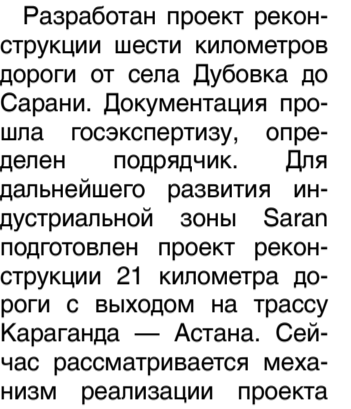 Разработан проект рекон-
струкции шести километров
дороги от села Дубовка до
Сарани. Документация про-
шла госэкспертизу, опре-
делен подрядчик. Для
дальнейшего развития ин-
дустриальной зоны Saran
подготовлен проект рекон-
струкции 21 километра до-
роги с выходом на трассу
Караганда — Астана. Сей-
час рассматривается меха-
низм реализации проекта